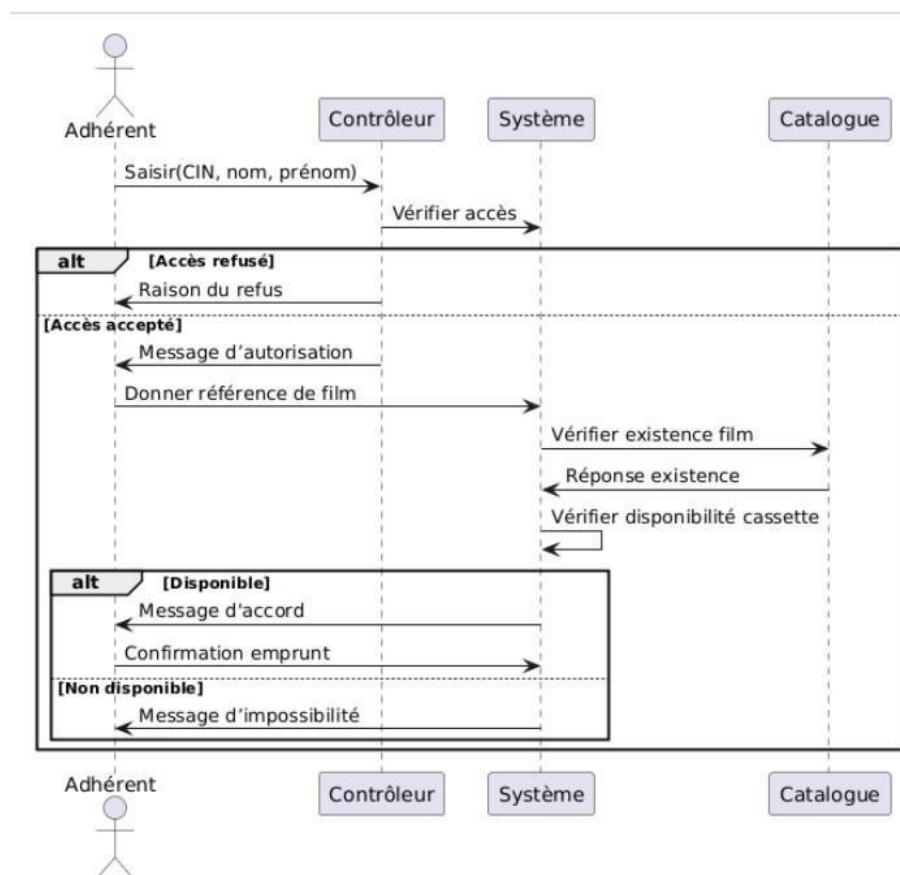 Adhérent
Contrôleur
Système
Catalogue
Saisir(CIN, nom, prénom)
Vérifier accès
alt [Accès refusé]
Raison du refus
[Accès accepté]
Message d’autorisation
Donner référence de film
Vérifier existence film
Réponse existence
Vérifier disponibilité cassette
alt [Disponible]
Message d'accord
Confirmation emprunt
[Non disponible]
Message d’impossibilité
Adhérent
Contrôleur
Système
Catalogue